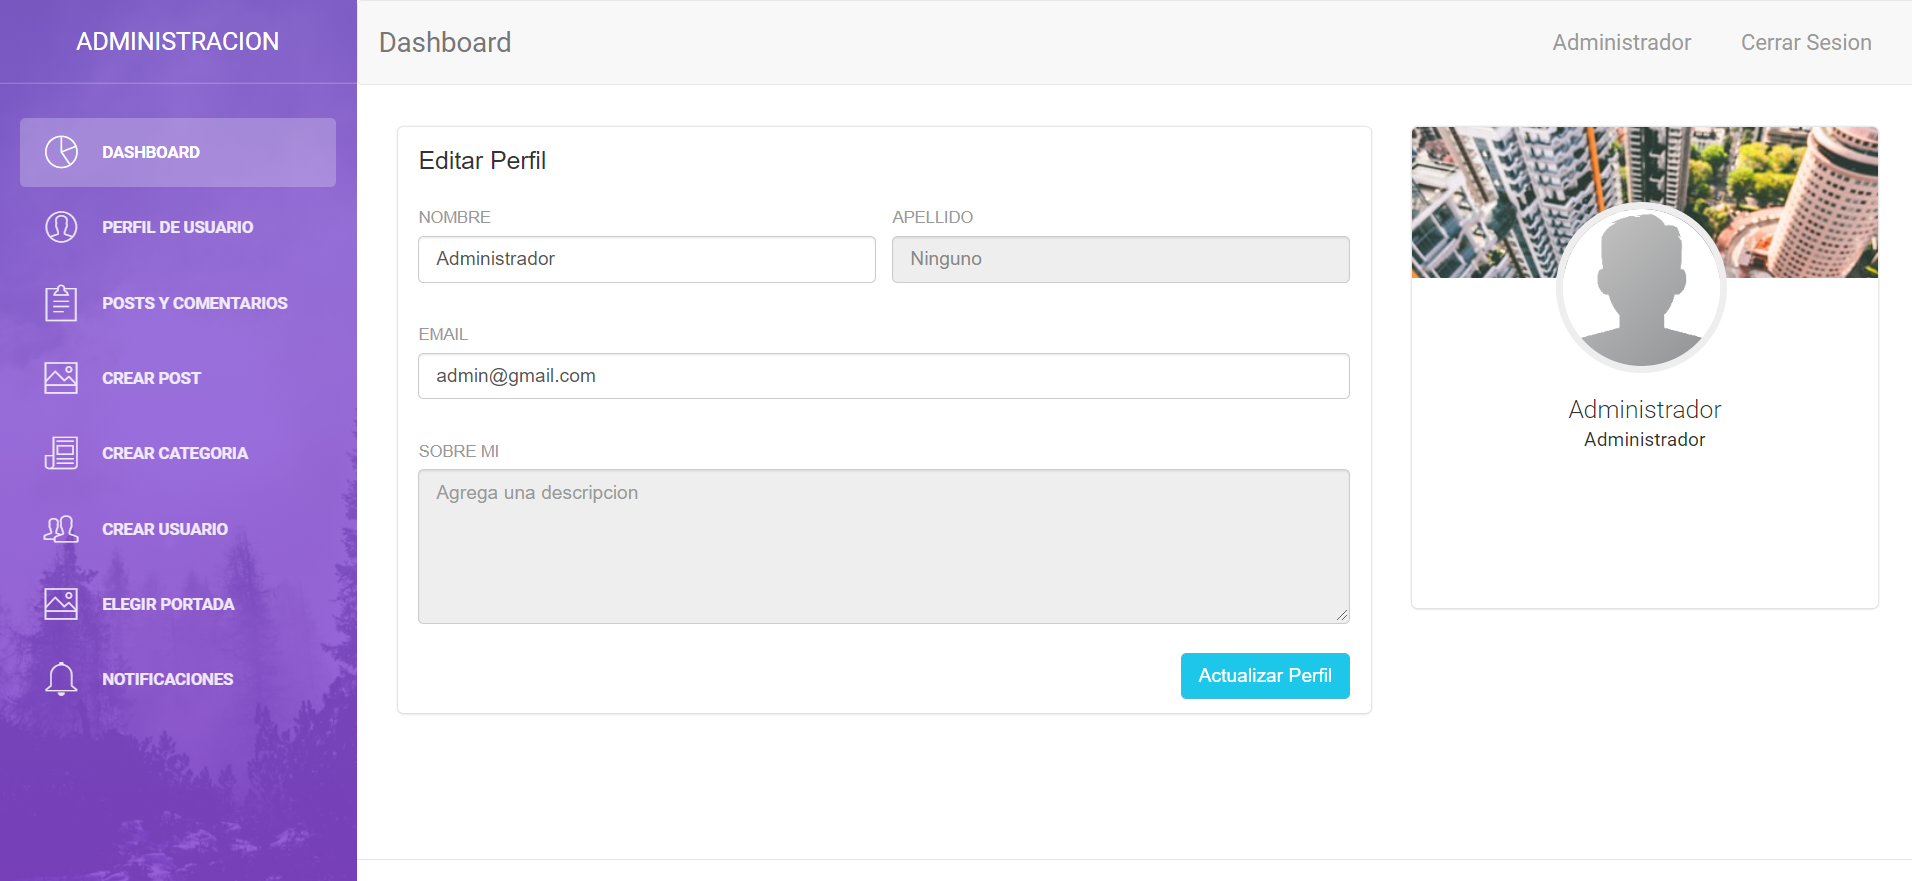 ADMINISTRACION
Dashboard
Administrador
Cerrar Sesion
DASHBOARD
PERFIL DE USUARIO
POSTS Y COMENTARIOS
CREAR POST
CREAR CATEGORIA
CREAR USUARIO
ELEGIR PORTADA
NOTIFICACIONES
Editar Perfil
NOMBRE
Administrador
APELLIDO
Ninguno
EMAIL
admin@gmail.com
SOBRE MI
Agrega una descripcion
Actualizar Perfil
Administrador
Administrador